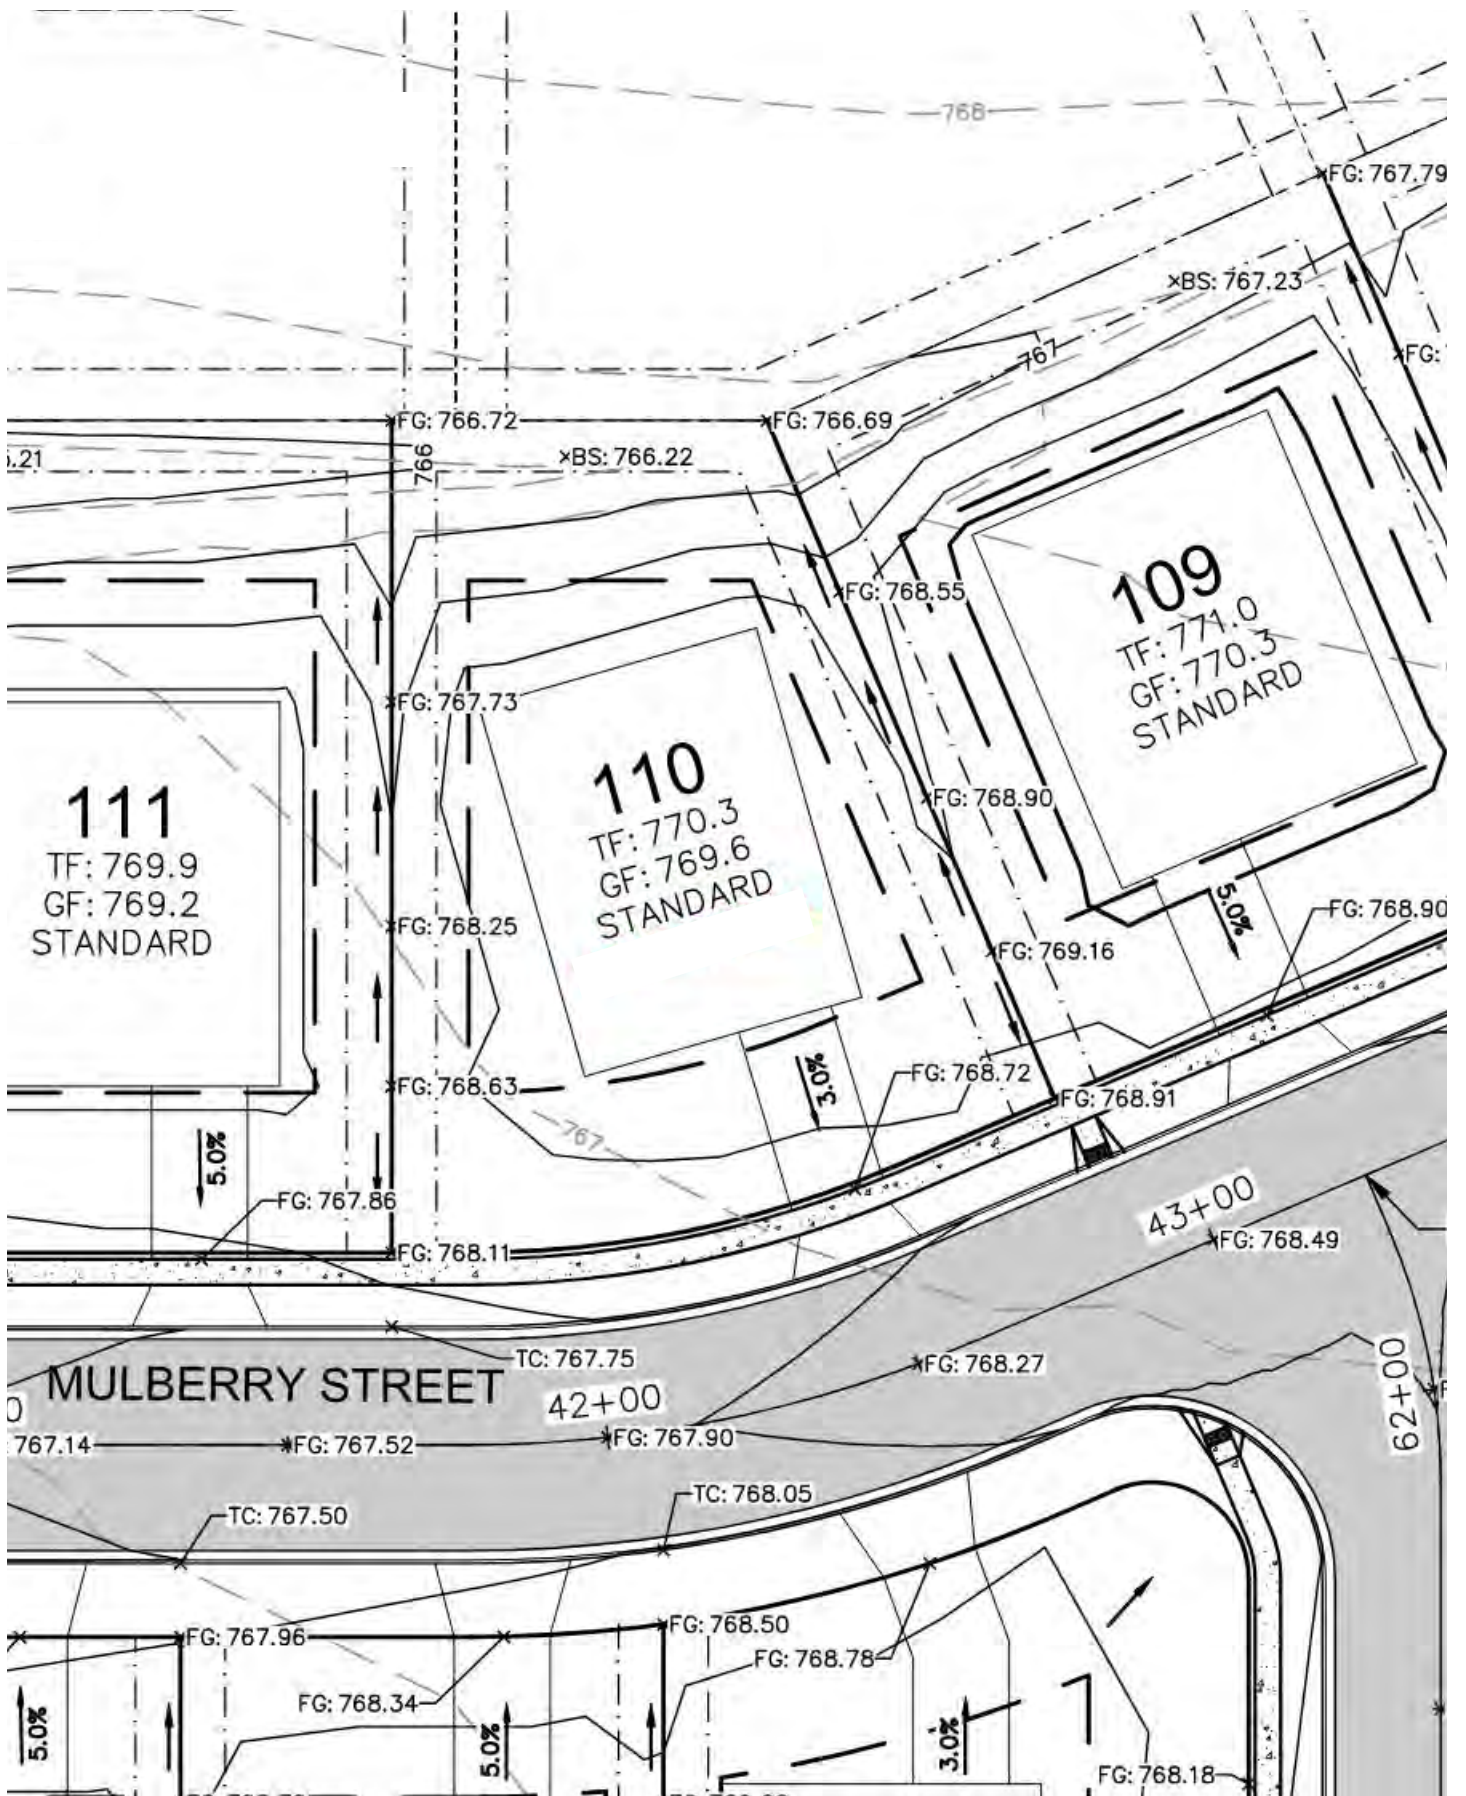 768
FG: 767.79
BS: 767.23
767
FG:
FG: 766.72
FG: 766.69
766
.21
BS: 766.22
109
TF: 771.0
GF: 770.3
STANDARD
FG: 768.55
FG: 767.73
110
TF: 770.3
GF: 769.6
STANDARD
111
TF: 769.9
GF: 769.2
STANDARD
FG: 768.90
5.0%
FG: 768.90
FG: 768.25
FG: 769.16
3.0%
FG: 768.72
FG: 768.63
FG: 768.91
767
5.0%
FG: 767.86
43+00
FG: 768.49
FG: 768.11
TC: 767.75
FG: 768.27
MULBERRY STREET
42+00
62+00
0
767.14
FG: 767.52
FG: 767.90
TC: 768.05
TC: 767.50
FG: 767.96
FG: 768.50
FG: 768.78
FG: 768.34
5.0%
5.0%
3.0%
FG: 768.18